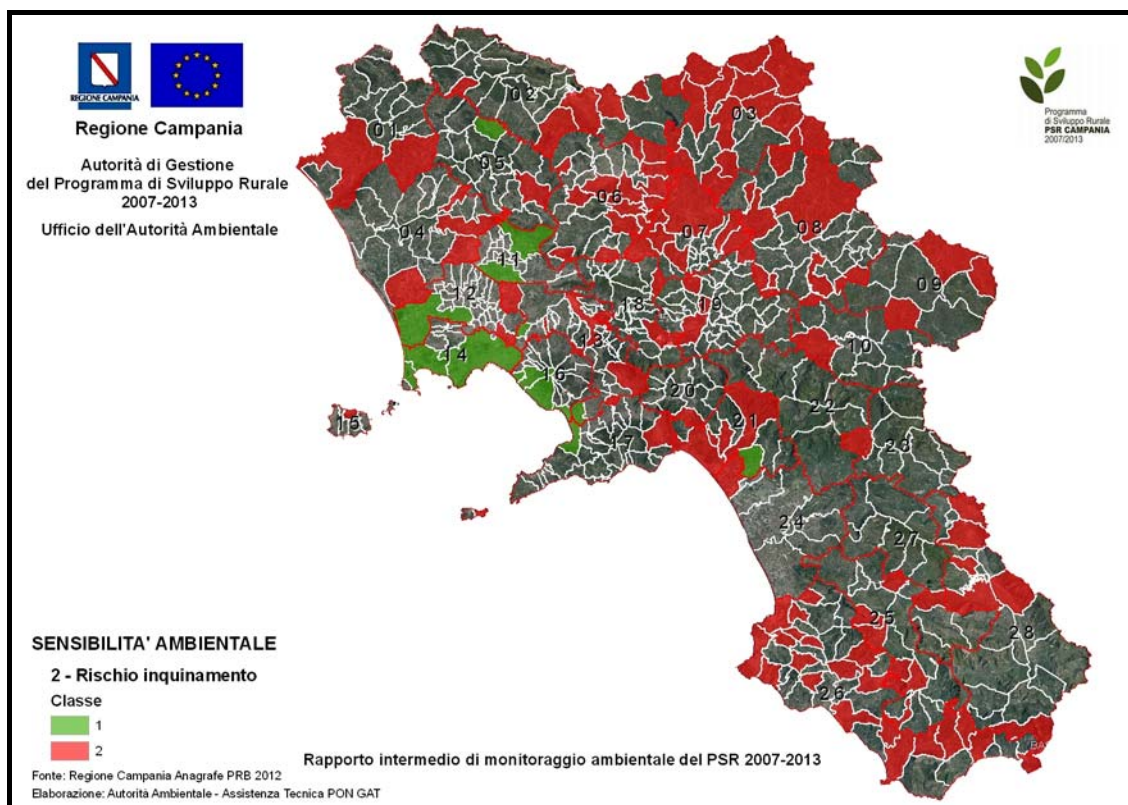 REGIONE CAMPANIA
Regione Campania
Autorità di Gestione
del Programma di Sviluppo Rurale
2007-2013
Ufficio dell'Autorità Ambientale
Programma
di Sviluppo Rurale
PSR CAMPANIA
2007/2013
01
02
03
04
05
06
07
08
09
10
11
12
13
14
15
16
17
18
19
20
21
22
23
24
25
26
27
28
SENSIBILITA' AMBIENTALE
2 - Rischio inquinamento
Classe
1
2
Fonte: Regione Campania Anagrafe PRB 2012
Elaborazione: Autorità Ambientale - Assistenza Tecnica PON GAT
Rapporto intermedio di monitoraggio ambientale del PSR 2007-2013